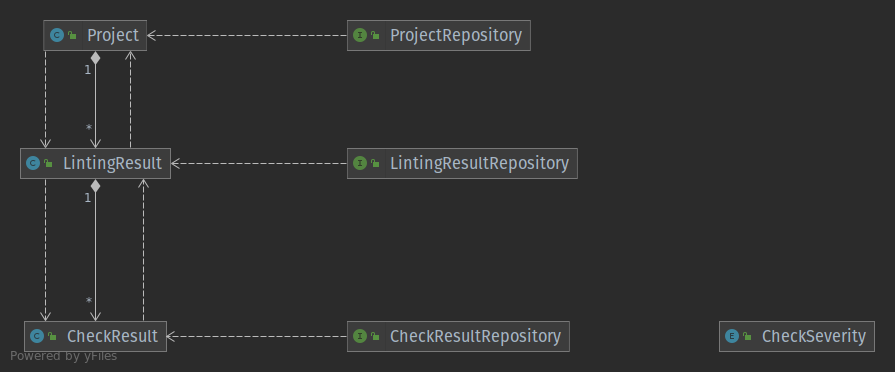 C Project
I ProjectRepository
1
*
C LintingResult
I LintingResultRepository
1
*
C CheckResult
I CheckResultRepository
E CheckSeverity
Powered by yFiles